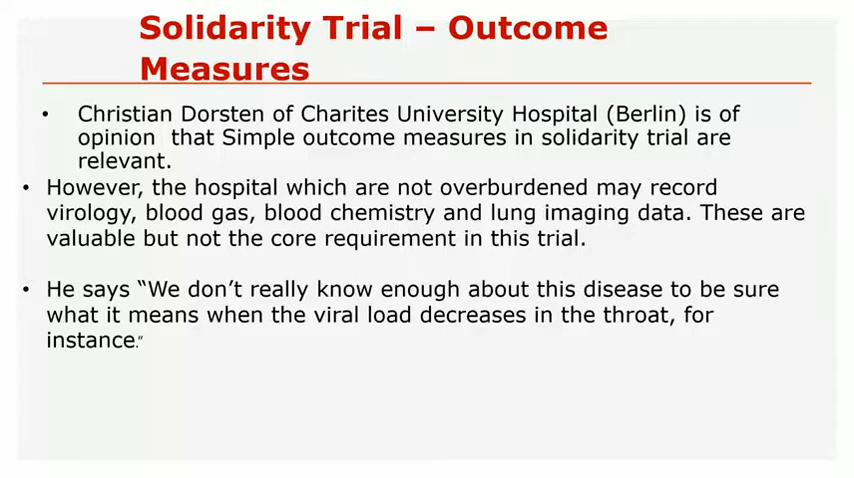 Solidarity Trial – Outcome
Measures
• Christian Dorsten of Charites University Hospital (Berlin) is of
opinion that Simple outcome measures in solidarity trial are
relevant.
• However, the hospital which are not overburdened may record
virology, blood gas, blood chemistry and lung imaging data. These are
valuable but not the core requirement in this trial.
• He says “We don’t really know enough about this disease to be sure
what it means when the viral load decreases in the throat, for
instance.”